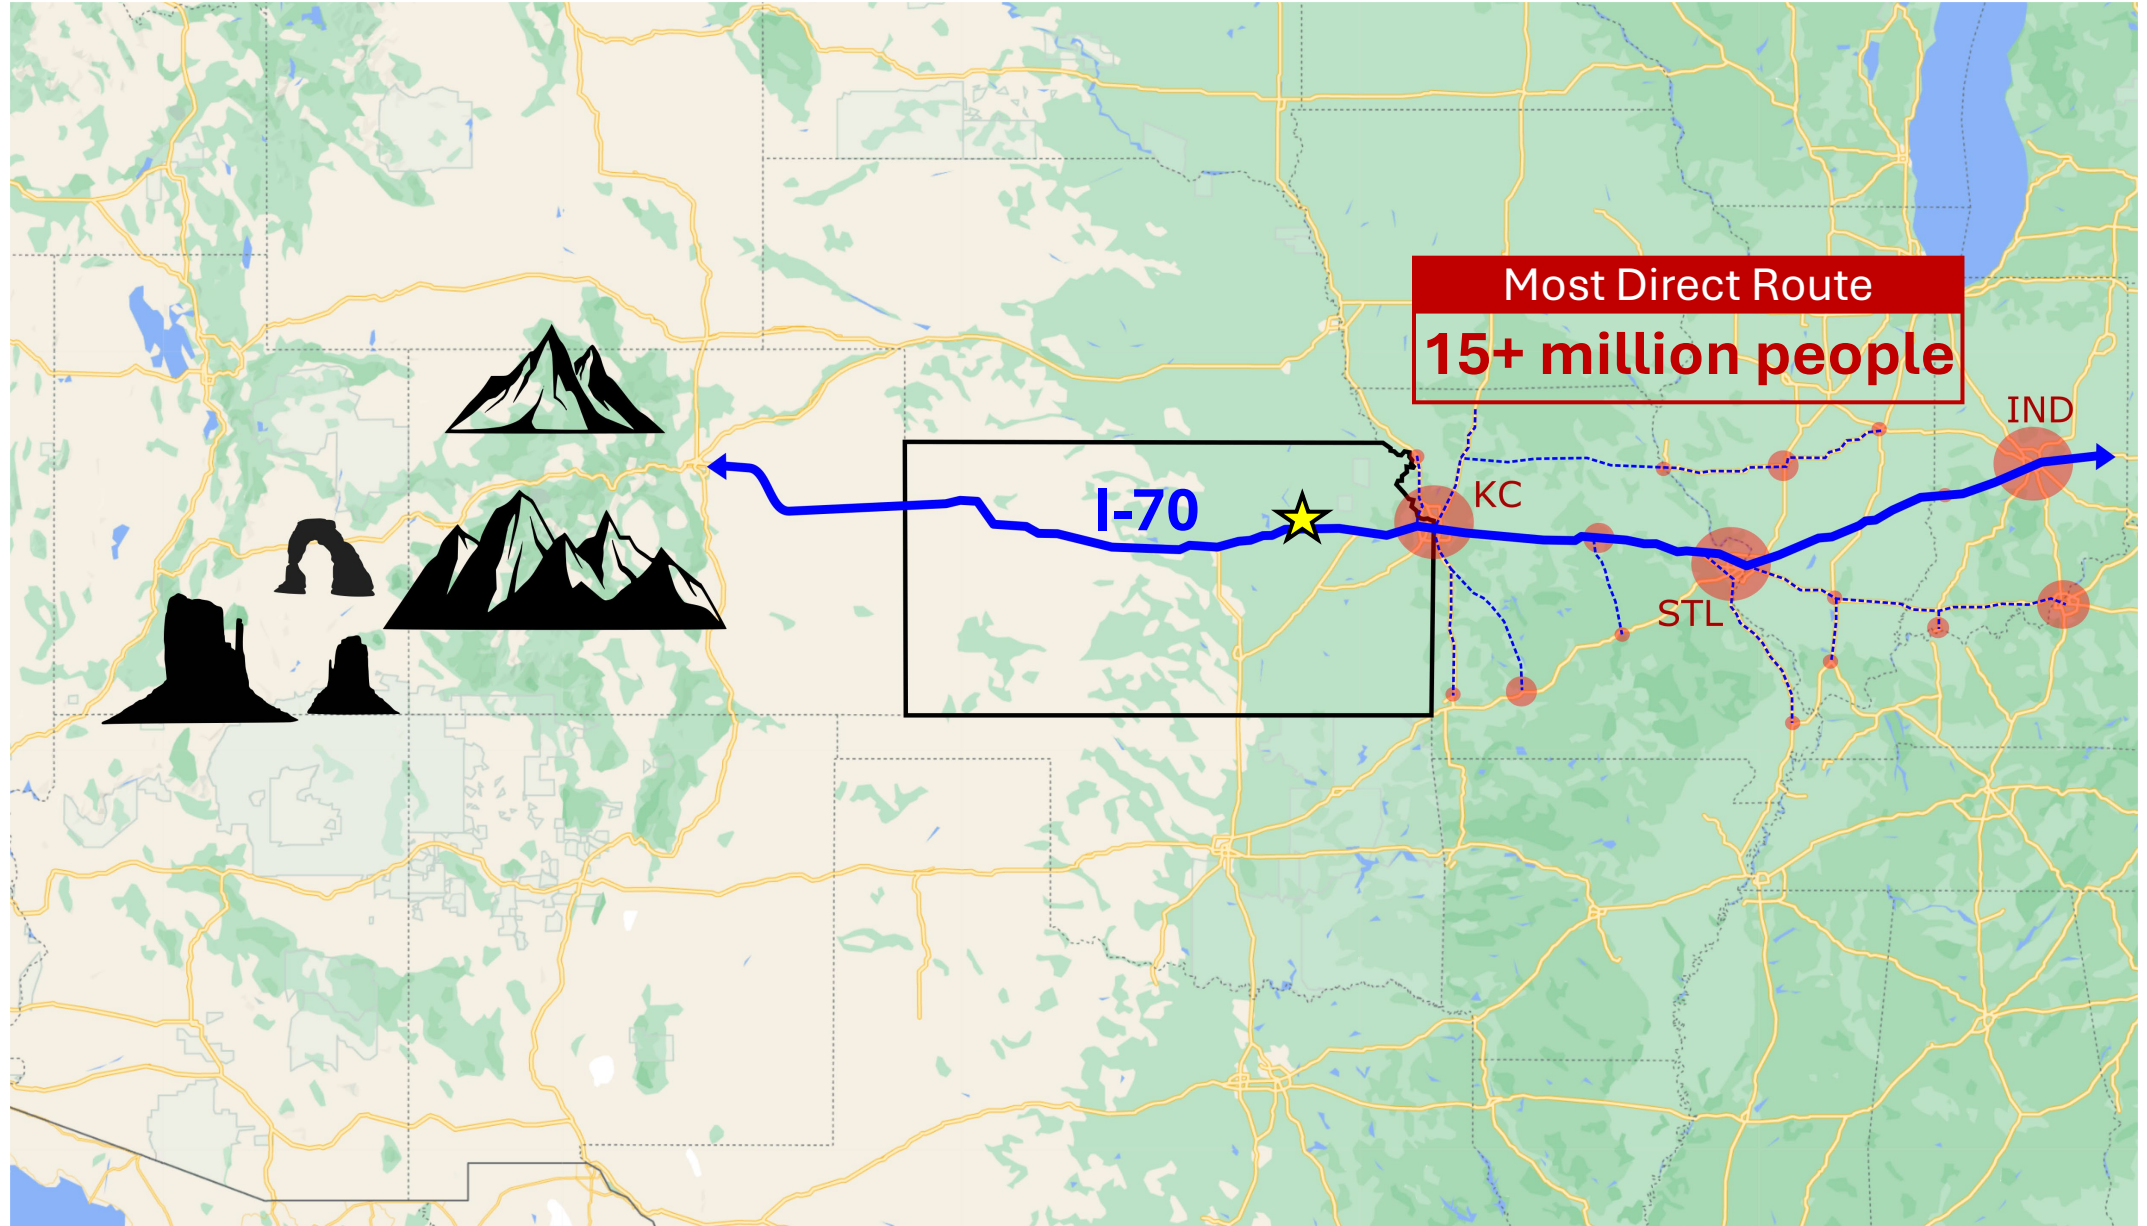 Most Direct Route
15+ million people
IND
KC
I-70
STL